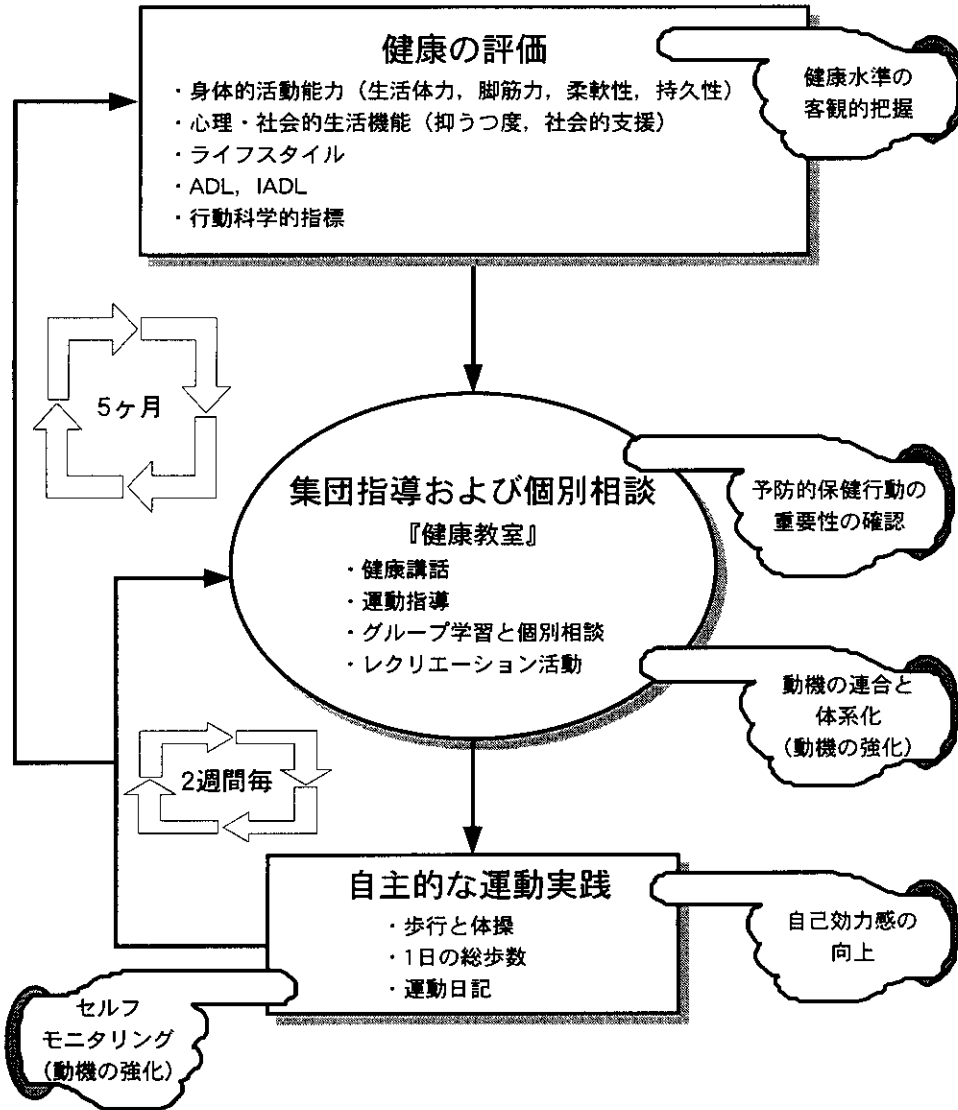 健康の評価
・身体的活動能力（生活体力，脚筋力，柔軟性，持久性）
・心理・社会的生活機能（抑うつ度，社会的支援）
・ライフスタイル
・ADL，IADL
・行動科学的指標
健康水準の
客観的把握
5ヶ月
集団指導および個別相談
『健康教室』
・健康講話
・運動指導
・グループ学習と個別相談
・レクリエーション活動
予防的保健行動の
重要性の確認
動機の連合と
体系化
(動機の強化)
2週間毎
自主的な運動実践
・歩行と体操
・1日の総歩数
・運動日記
自己効力感の
向上
セルフ
モニタリング
(動機の強化)